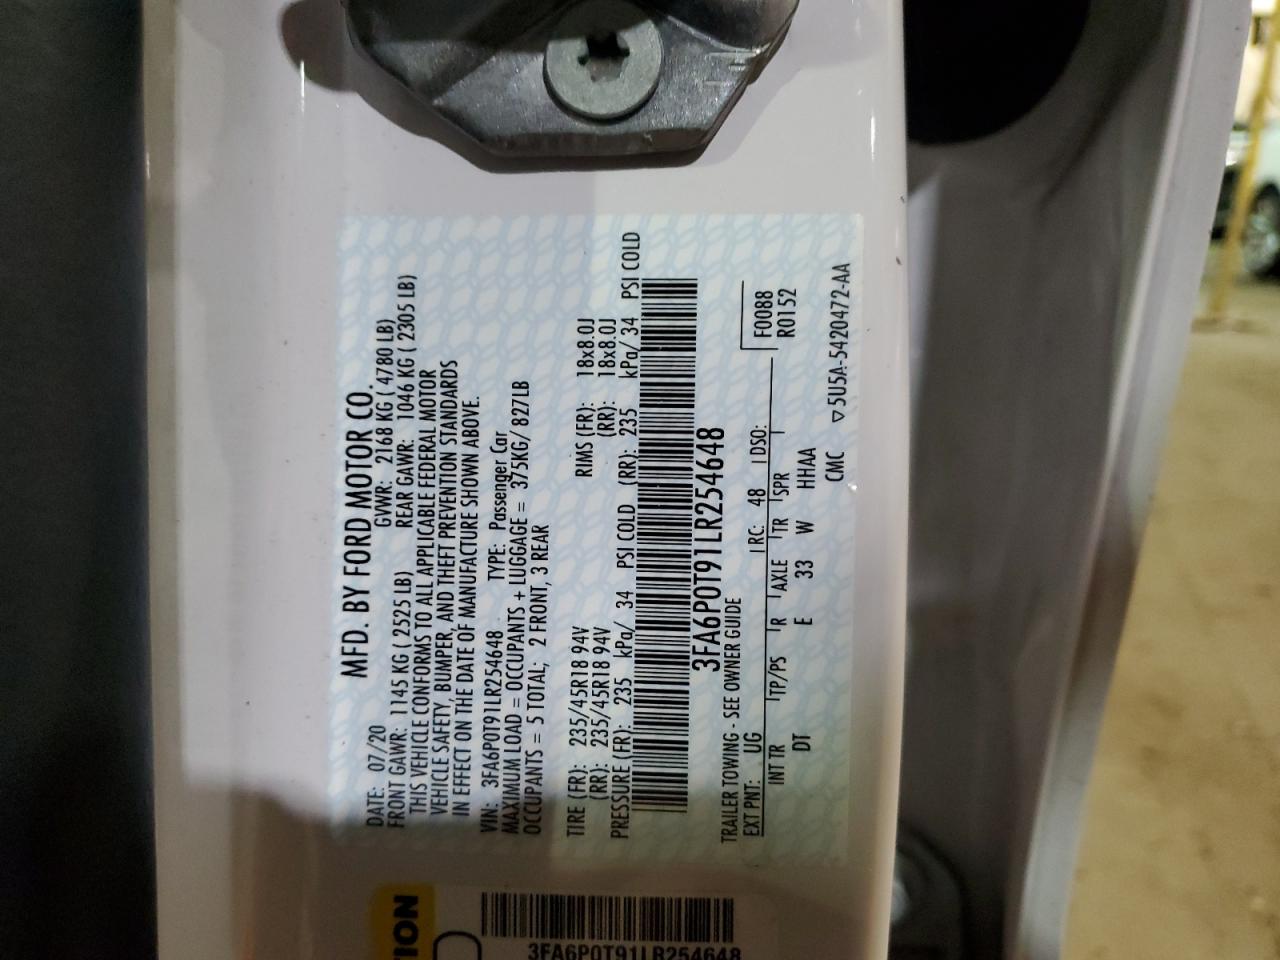 MFD. BY FORD MOTOR CO.
DATE: 07/20 GVWR: 2168 KG ( 4780 LB)
FRONT GAWR: 1145 KG ( 2525 LB) REAR GAWR: 1046 KG ( 2305 LB)
THIS VEHICLE CONFORMS TO ALL APPLICABLE FEDERAL MOTOR
VEHICLE SAFETY, BUMPER, AND THEFT PREVENTION STANDARDS
IN EFFECT ON THE DATE OF MANUFACTURE SHOWN ABOVE.
VIN: 3FA6P0T91LR254648 TYPE: Passenger Car
MAXIMUM LOAD = OCCUPANTS + LUGGAGE = 375KG/ 827LB
OCCUPANTS = 5 TOTAL; 2 FRONT, 3 REAR
TIRE (FR): 235/45R18 94V RIMS (FR): 18x8.0J
(RR): 235/45R18 94V (RR): 18x8.0J
PRESSURE (FR): 235 kPa/ 34 PSI COLD (RR): 235 kPa/ 34 PSI COLD
3FA6P0T91LR254648
TRAILER TOWING - SEE OWNER GUIDE
EXT PNT: UG RC: 48 DSO: F0088
INT TR TP/PS R AXLE TR SPR R0152
DT E 33 W HHAA
CMC ▽5U5A-5420472-AA
TION
3FA6P0T91LR254648